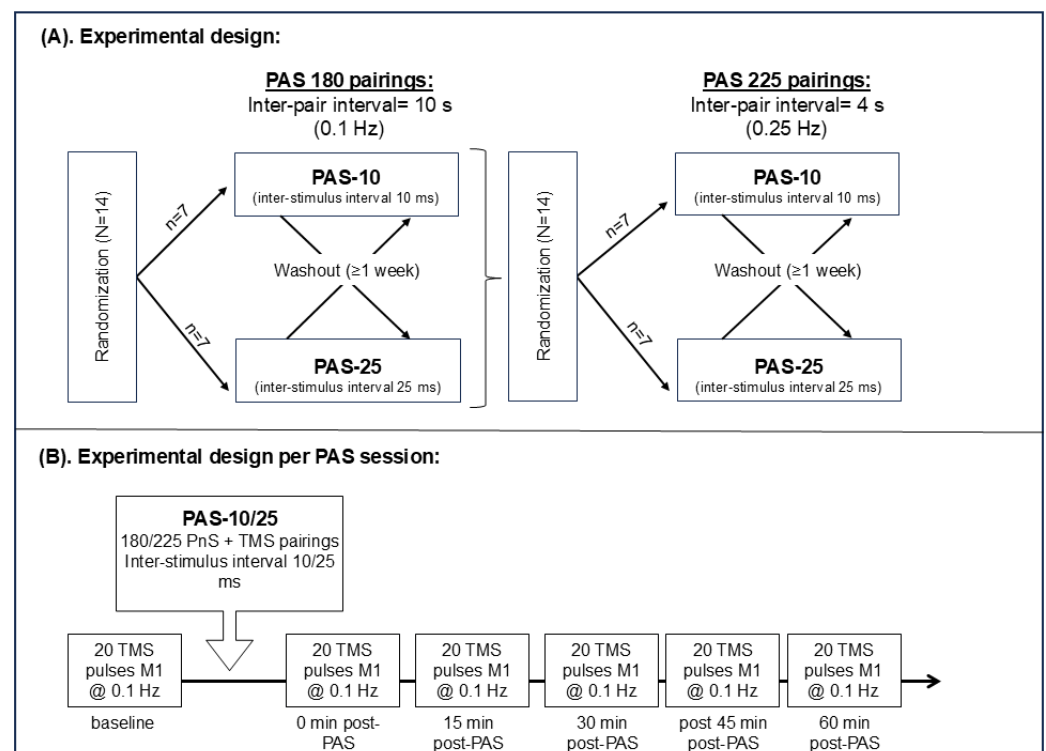 (A). Experimental design:
PAS 180 pairings:
Inter-pair interval= 10 s
(0.1 Hz)
PAS 225 pairings:
Inter-pair interval= 4 s
(0.25 Hz)
Randomization (N=14)
n=7
n=7
PAS-10
(inter-stimulus interval 10 ms)
Washout (≥1 week)
PAS-25
(inter-stimulus interval 25 ms)
Randomization (N=14)
n=7
n=7
PAS-10
(inter-stimulus interval 10 ms)
Washout (≥1 week)
PAS-25
(inter-stimulus interval 25 ms)
(B). Experimental design per PAS session:
PAS-10/25
180/225 PnS + TMS pairings
Inter-stimulus interval 10/25
ms
20 TMS
pulses M1
@ 0.1 Hz
baseline
20 TMS
pulses M1
@ 0.1 Hz
0 min post-
PAS
20 TMS
pulses M1
@ 0.1 Hz
15 min
post-PAS
20 TMS
pulses M1
@ 0.1 Hz
30 min
post-PAS
20 TMS
pulses M1
@ 0.1 Hz
post 45 min
post-PAS
20 TMS
pulses M1
@ 0.1 Hz
60 min
post-PAS